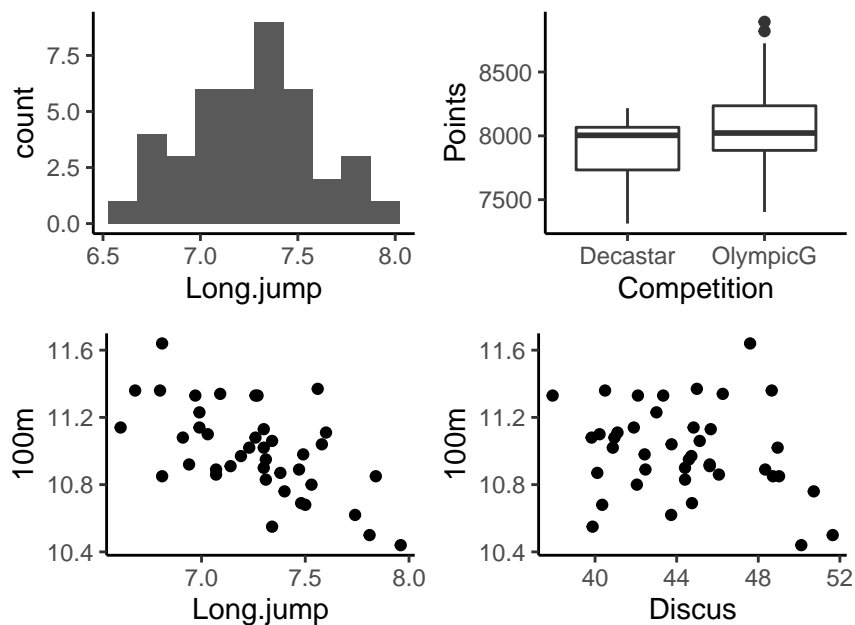 count
7.5
5.0
2.5
0.0
6.5 7.0 7.5 8.0
Long.jump
Points
8500
8000
7500
Decastar OlympicG
Competition
100m
11.6
11.2
10.8
10.4
7.0 7.5 8.0
Long.jump
100m
11.6
11.2
10.8
10.4
40 44 48 52
Discus